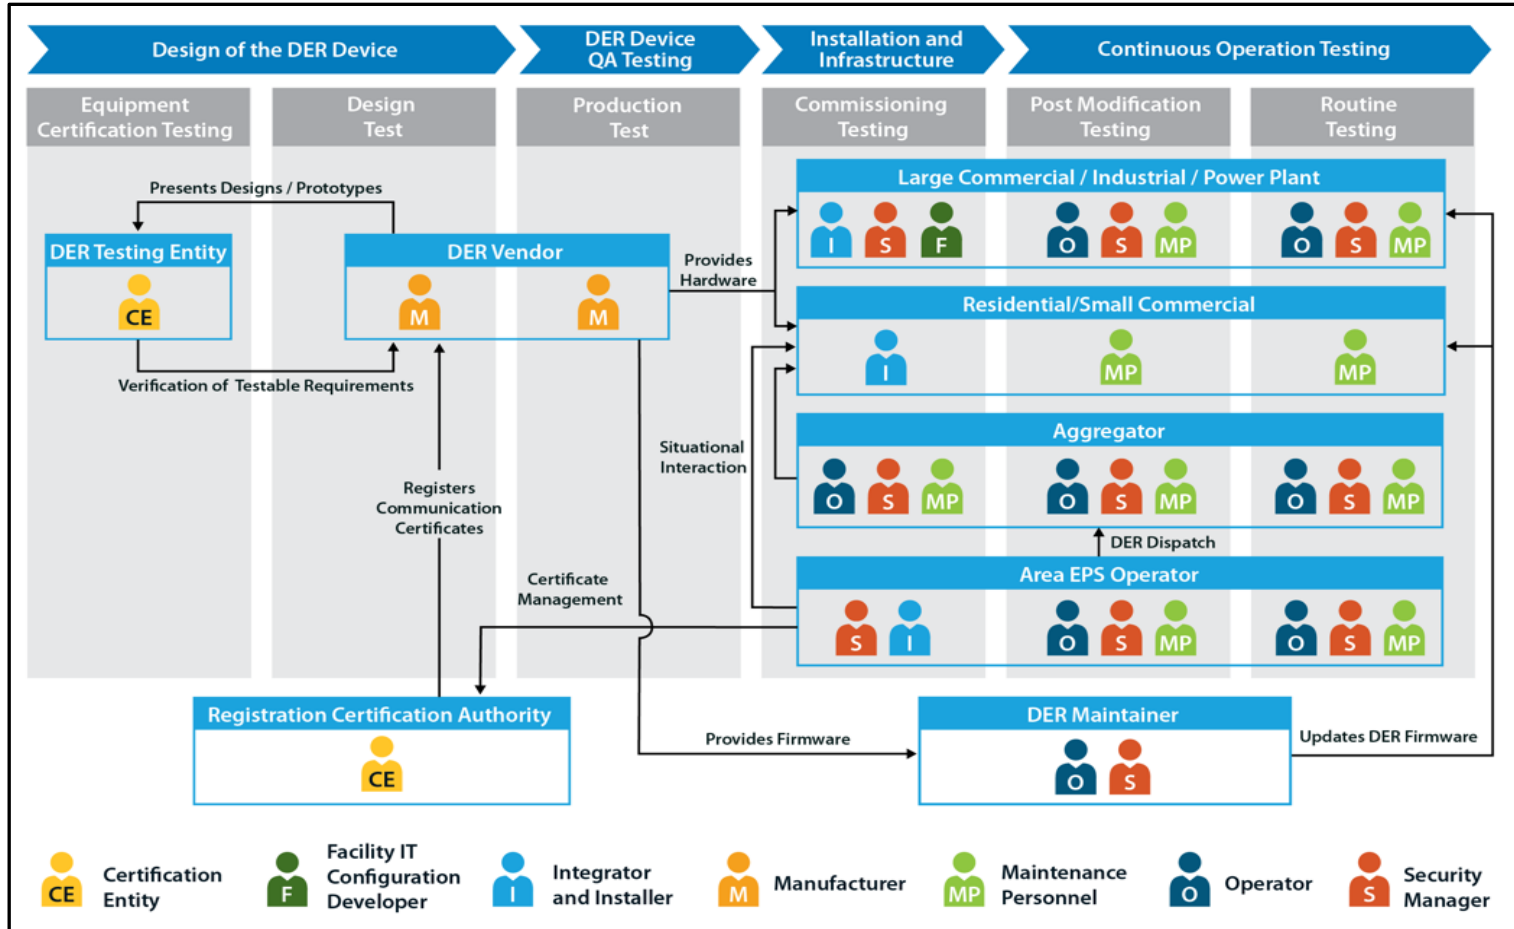 Design of the DER Device
DER Device
QA Testing
Installation and
Infrastructure
Continuous Operation Testing
Equipment
Certification Testing
Design
Test
Production
Test
Commissioning
Testing
Post Modification
Testing
Routine
Testing
Presents Designs / Prototypes
DER Testing Entity
CE
DER Vendor
M
M
Verification of Testable Requirements
Provides
Hardware
Large Commercial / Industrial / Power Plant
I S F O S MP O S MP
Residential/Small Commercial
I MP MP
Situational
Interaction
Aggregator
O S MP O S MP O S MP
DER Dispatch
Registers
Communication
Certificates
Certificate
Management
Area EPS Operator
S I O S MP O S MP
Registration Certification Authority
CE
Provides Firmware
DER Maintainer
O S
Updates DER Firmware
CE
Certification
Entity
F
Facility IT
Configuration
Developer
I
Integrator
and Installer
M
Manufacturer
MP
Maintenance
Personnel
O
Operator
S
Security
Manager